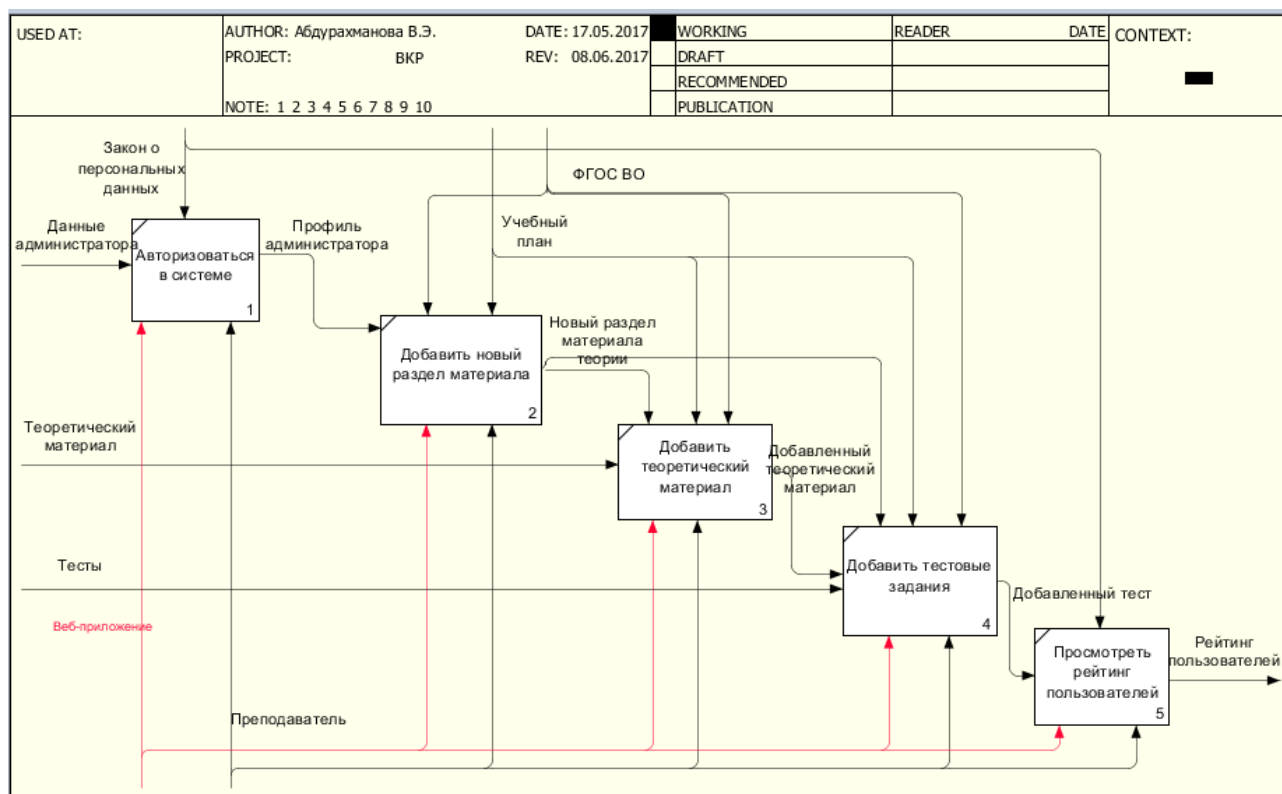 USED AT:
AUTHOR: Абдурахманова В.Э.
DATE: 17.05.2017
WORKING
READER
DATE
CONTEXT:
PROJECT: ВКР
REV: 08.06.2017
DRAFT
RECOMMENDED
NOTE: 1 2 3 4 5 6 7 8 9 10
PUBLICATION
Закон о
персональных
данных
ФГОС ВО
Учебный
план
Данные
администратора
Авторизоваться
в системе
1
Профиль
администратора
Добавить новый
раздел материала
2
Новый раздел
материала
теории
Теоретический
материал
Добавить
теоретический
материал
3
Добавленный
теоретический
материал
Тесты
Добавить тестовые
задания
4
Добавленный тест
Веб-приложение
Просмотреть
рейтинг
пользователей
5
Рейтинг
пользователей
Преподаватель